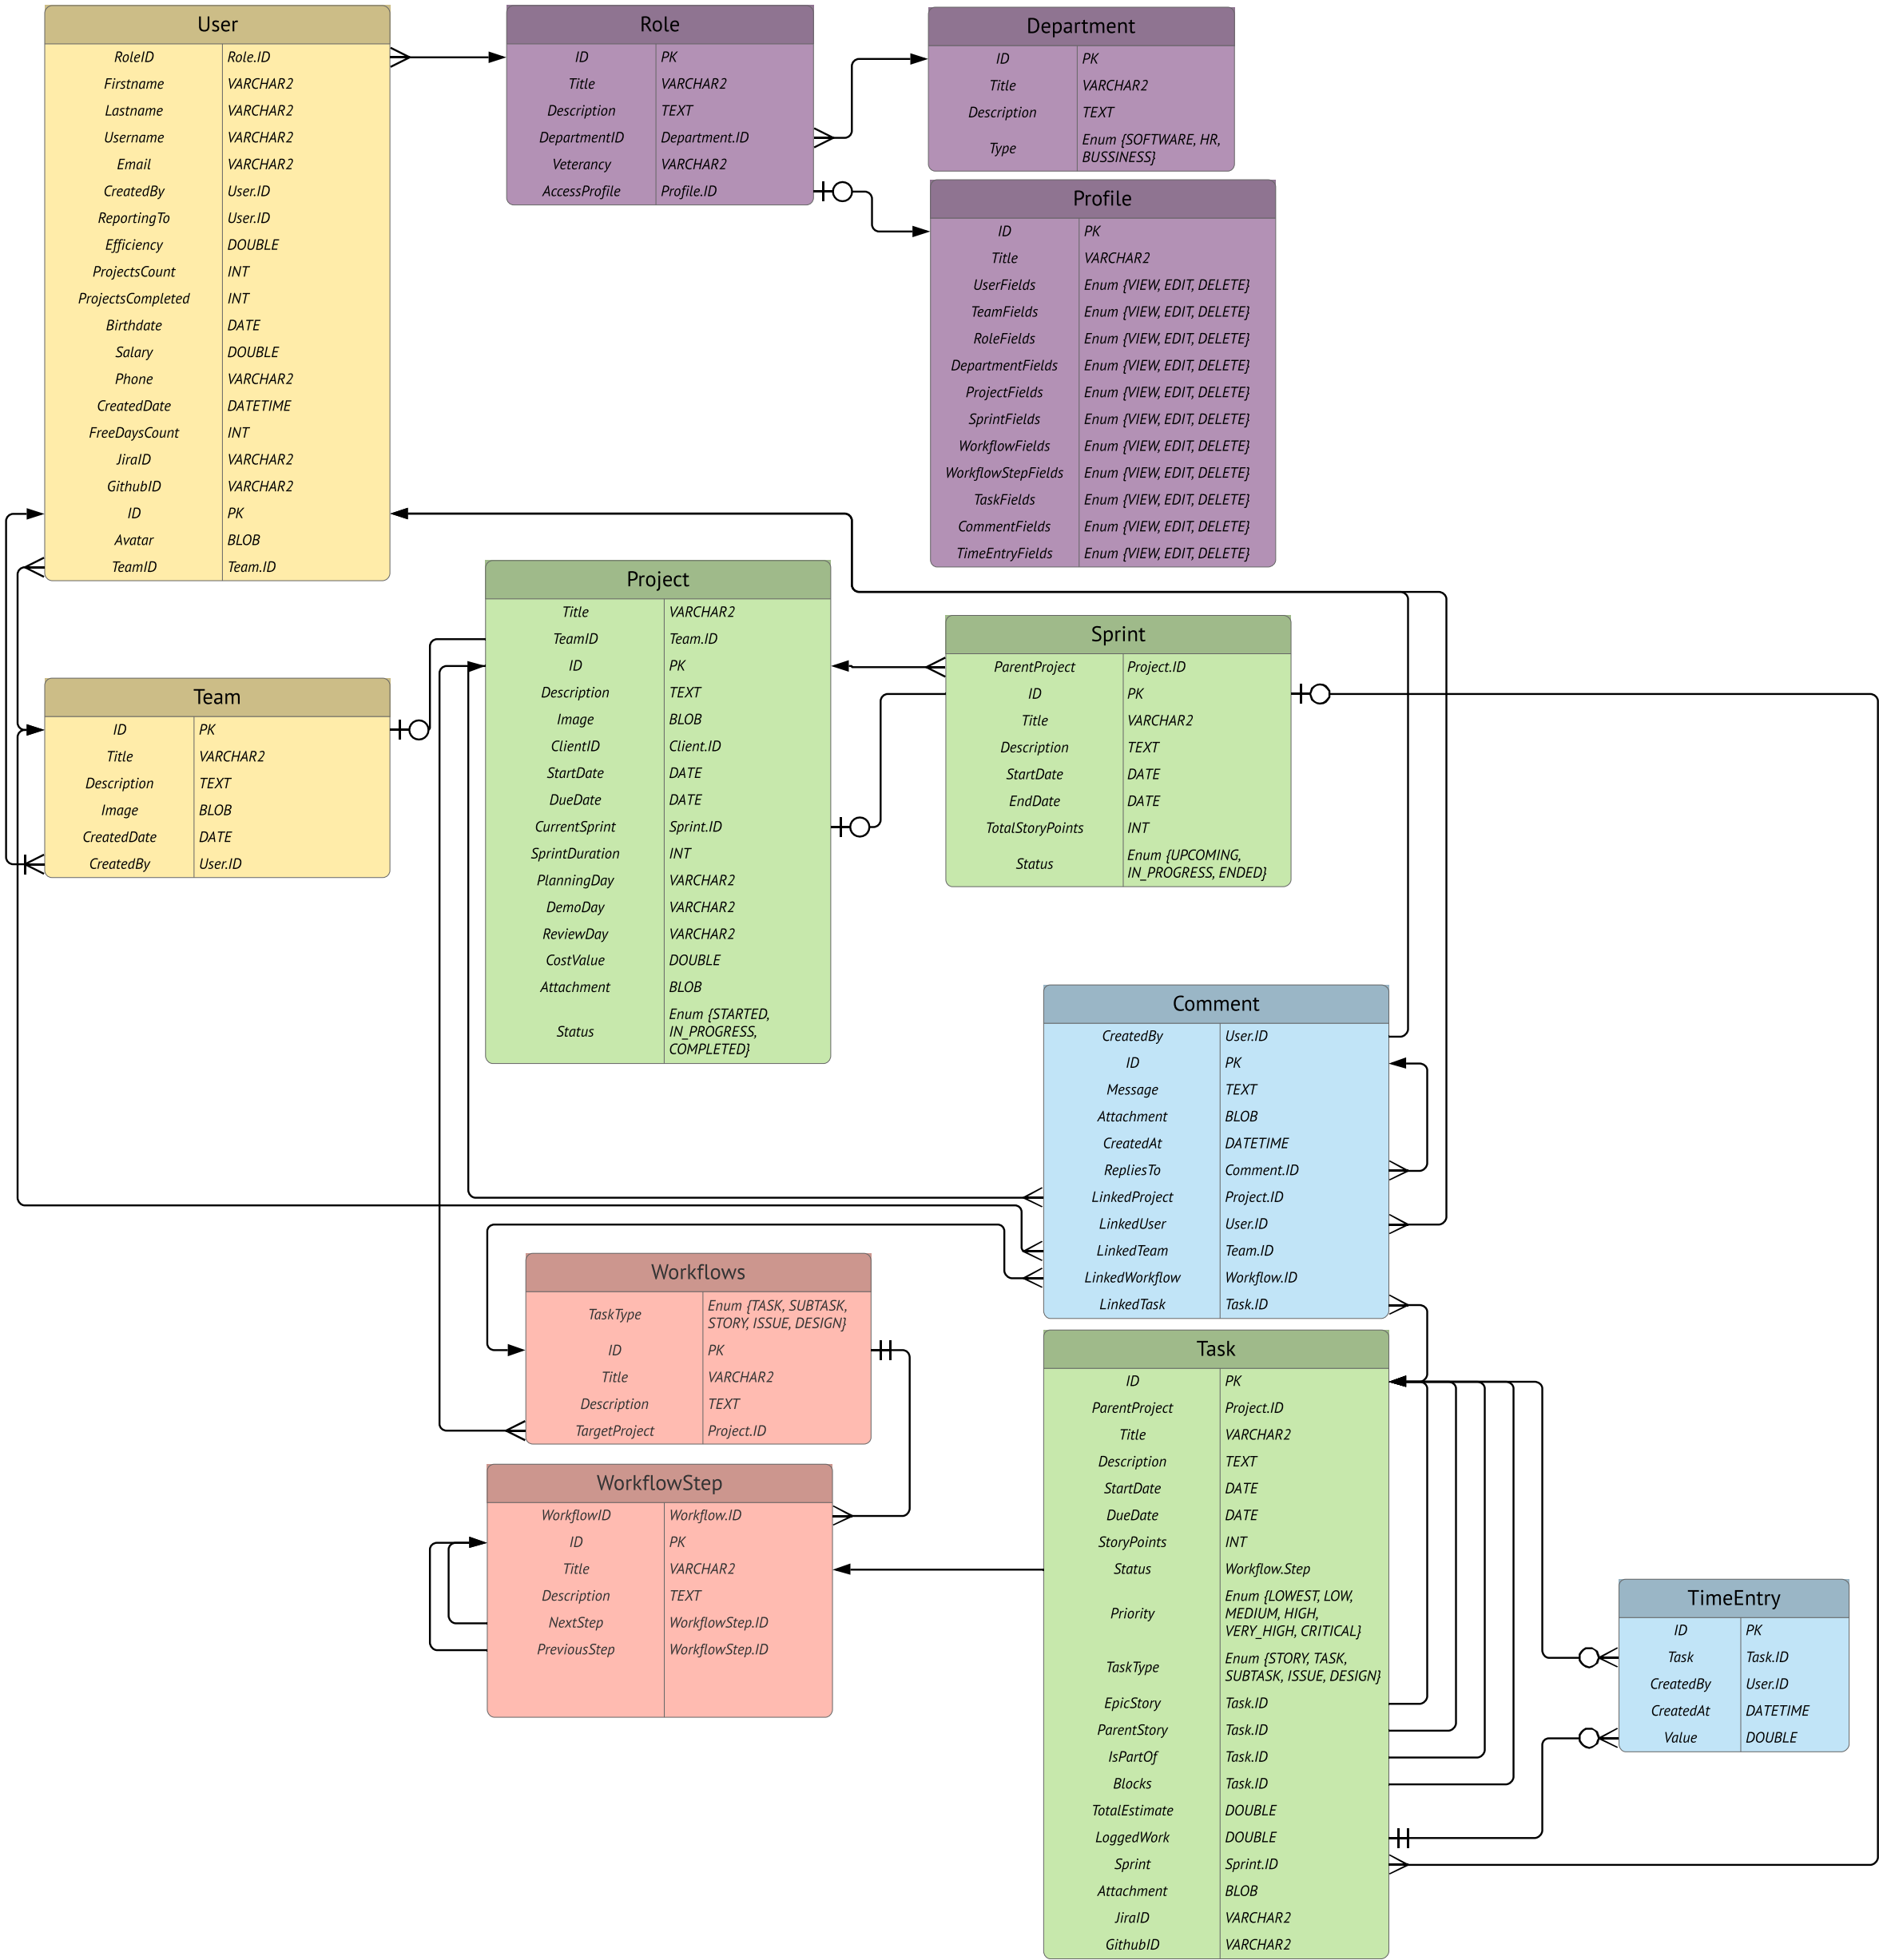 User
RoleID Role.ID
Firstname VARCHAR2
Lastname VARCHAR2
Username VARCHAR2
Email VARCHAR2
CreatedBy User.ID
ReportingTo User.ID
Efficiency DOUBLE
ProjectsCount INT
ProjectsCompleted INT
Birthdate DATE
Salary DOUBLE
Phone VARCHAR2
CreatedDate DATETIME
FreeDaysCount INT
JiraID VARCHAR2
GithubID VARCHAR2
ID PK
Avatar BLOB
TeamID Team.ID
Role
ID PK
Title VARCHAR2
Description TEXT
DepartmentID Department.ID
Veterancy VARCHAR2
AccessProfile Profile.ID
Department
ID PK
Title VARCHAR2
Description TEXT
Type Enum {SOFTWARE, HR,
BUSSINESS}
Profile
ID PK
Title VARCHAR2
UserFields Enum {VIEW, EDIT, DELETE}
TeamFields Enum {VIEW, EDIT, DELETE}
RoleFields Enum {VIEW, EDIT, DELETE}
DepartmentFields Enum {VIEW, EDIT, DELETE}
ProjectFields Enum {VIEW, EDIT, DELETE}
SprintFields Enum {VIEW, EDIT, DELETE}
WorkflowFields Enum {VIEW, EDIT, DELETE}
WorkflowStepFields Enum {VIEW, EDIT, DELETE}
TaskFields Enum {VIEW, EDIT, DELETE}
CommentFields Enum {VIEW, EDIT, DELETE}
TimeEntryFields Enum {VIEW, EDIT, DELETE}
Team
ID PK
Title VARCHAR2
Description TEXT
Image BLOB
CreatedDate DATE
CreatedBy User.ID
Project
Title VARCHAR2
TeamID Team.ID
ID PK
Description TEXT
Image BLOB
ClientID Client.ID
StartDate DATE
DueDate DATE
CurrentSprint Sprint.ID
SprintDuration INT
PlanningDay VARCHAR2
DemoDay VARCHAR2
ReviewDay VARCHAR2
CostValue DOUBLE
Attachment BLOB
Status Enum {STARTED,
IN_PROGRESS,
COMPLETED}
Sprint
ParentProject Project.ID
ID PK
Title VARCHAR2
Description TEXT
StartDate DATE
EndDate DATE
TotalStoryPoints INT
Status Enum {UPCOMING,
IN_PROGRESS, ENDED}
Comment
CreatedBy User.ID
ID PK
Message TEXT
Attachment BLOB
CreatedAt DATETIME
RepliesTo Comment.ID
LinkedProject Project.ID
LinkedUser User.ID
LinkedTeam Team.ID
LinkedWorkflow Workflow.ID
LinkedTask Task.ID
Workflows
TaskType Enum {TASK, SUBTASK,
STORY, ISSUE, DESIGN}
ID PK
Title VARCHAR2
Description TEXT
TargetProject Project.ID
WorkflowStep
WorkflowID Workflow.ID
ID PK
Title VARCHAR2
Description TEXT
NextStep WorkflowStep.ID
PreviousStep WorkflowStep.ID
Task
ID PK
ParentProject Project.ID
Title VARCHAR2
Description TEXT
StartDate DATE
DueDate DATE
StoryPoints INT
Status Workflow.Step
Priority Enum {LOWEST, LOW,
MEDIUM, HIGH,
VERY_HIGH, CRITICAL}
TaskType Enum {STORY, TASK,
SUBTASK, ISSUE, DESIGN}
EpicStory Task.ID
ParentStory Task.ID
IsPartOf Task.ID
Blocks Task.ID
TotalEstimate DOUBLE
LoggedWork DOUBLE
Sprint Sprint.ID
Attachment BLOB
JiraID VARCHAR2
GithubID VARCHAR2
TimeEntry
ID PK
Task Task.ID
CreatedBy User.ID
CreatedAt DATETIME
Value DOUBLE